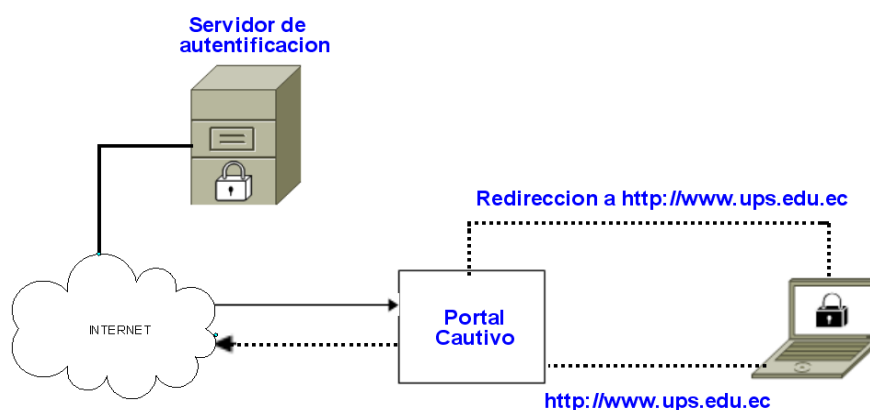 Servidor de
autentificacion
Redireccion a http://www.ups.edu.ec
INTERNET
Portal
Cautivo
http://www.ups.edu.ec